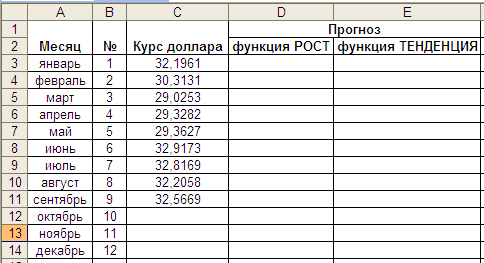 A B C D E
1 Прогноз
2 Месяц № Курс доллара функция РОСТ функция ТЕНДЕНЦИЯ
3 январь 1 32,1961
4 февраль 2 30,3131
5 март 3 29,0253
6 апрель 4 29,3282
7 май 5 29,3627
8 июнь 6 32,9173
9 июль 7 32,8169
10 август 8 32,2058
11 сентябрь 9 32,5669
12 октябрь 10
13 ноябрь 11
14 декабрь 12